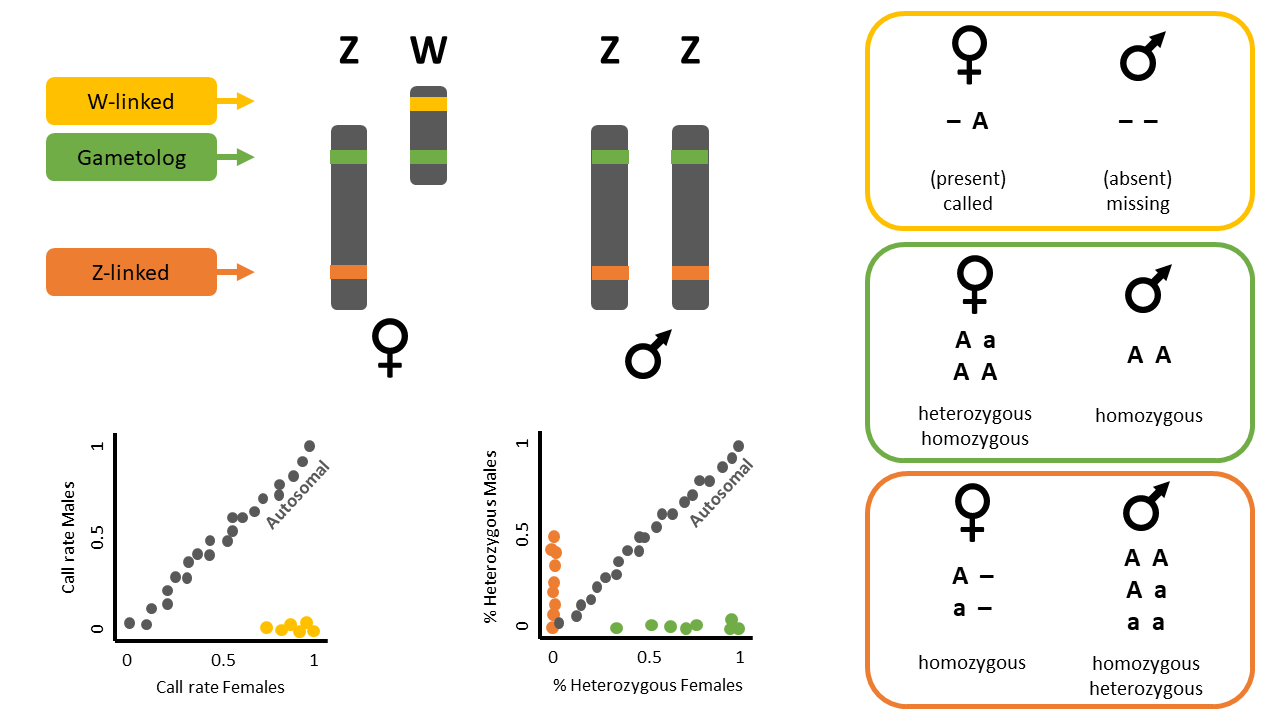 Z W
Z Z
W-linked
Gametolog
Z-linked
1
0.5
0
Call rate Males
Autosomal
0 0.5 1
Call rate Females
1
0.5
0
% Heterozygous Males
Autosomal
0 0.5 1
% Heterozygous Females
– A
(present)
called
– –
(absent)
missing
A a
A A
heterozygous
homozygous
A A
homozygous
A –
a –
homozygous
A A
A a
a a
homozygous
heterozygous